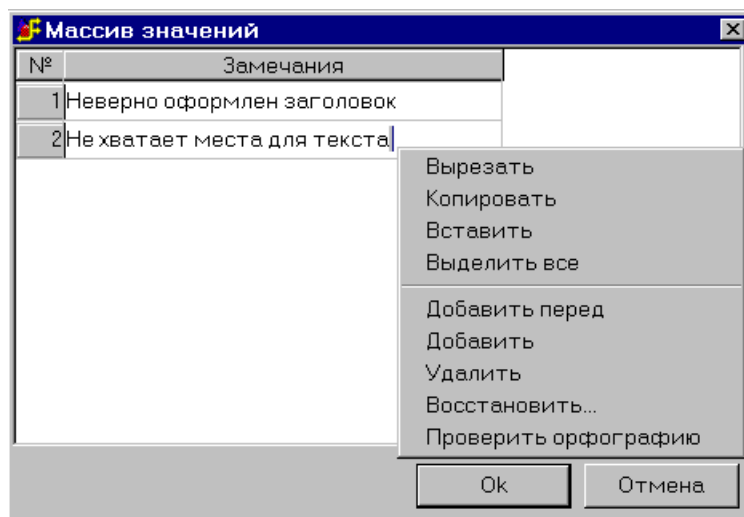 Массив значений
№ Замечания
1 Неверно оформлен заголовок
2 Не хватает места для текста
Вырезать
Копировать
Вставить
Выделить все
Добавить перед
Добавить
Удалить
Восстановить...
Проверить орфографию
Ok Отмена